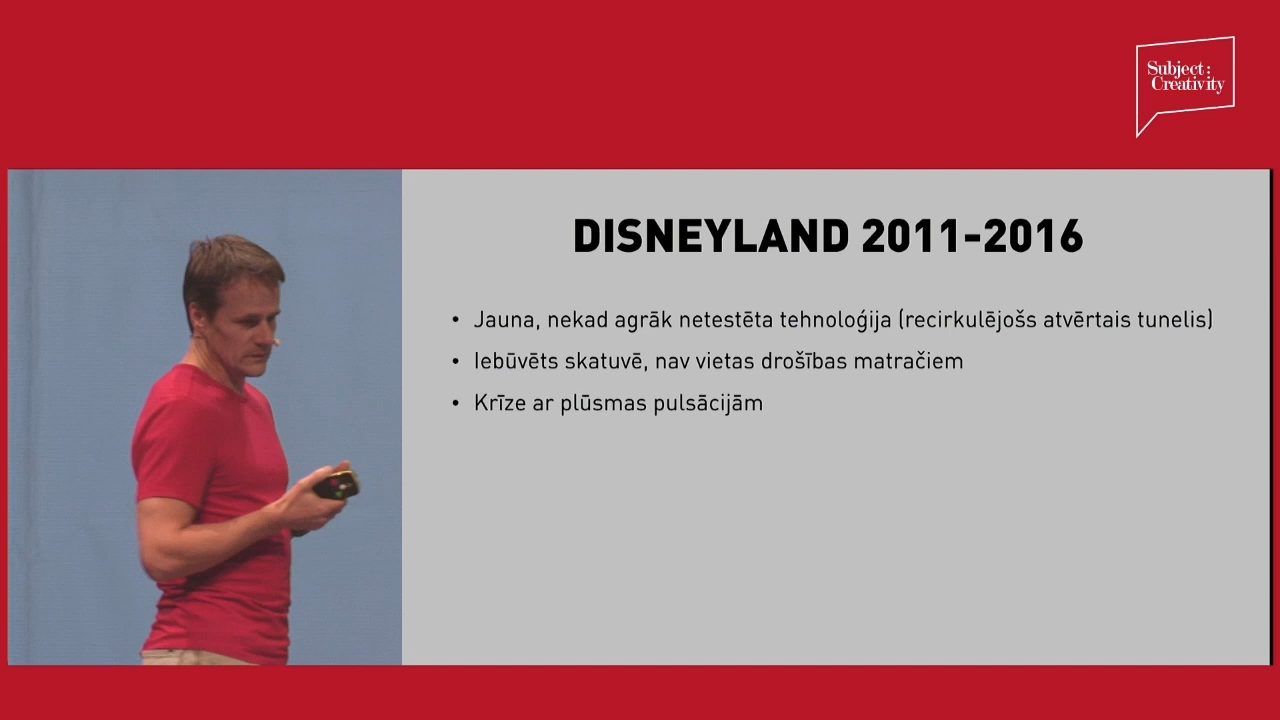 Subject:
Creativity
DISNEYLAND 2011-2016
• Jauna, nekad agrāk netestēta tehnoloģija (recirkulējošs atvērtais tunelis)
• Iebūvēts skatuvē, nav vietas drošības matračiem
• Krīze ar plūsmas pulsācijām